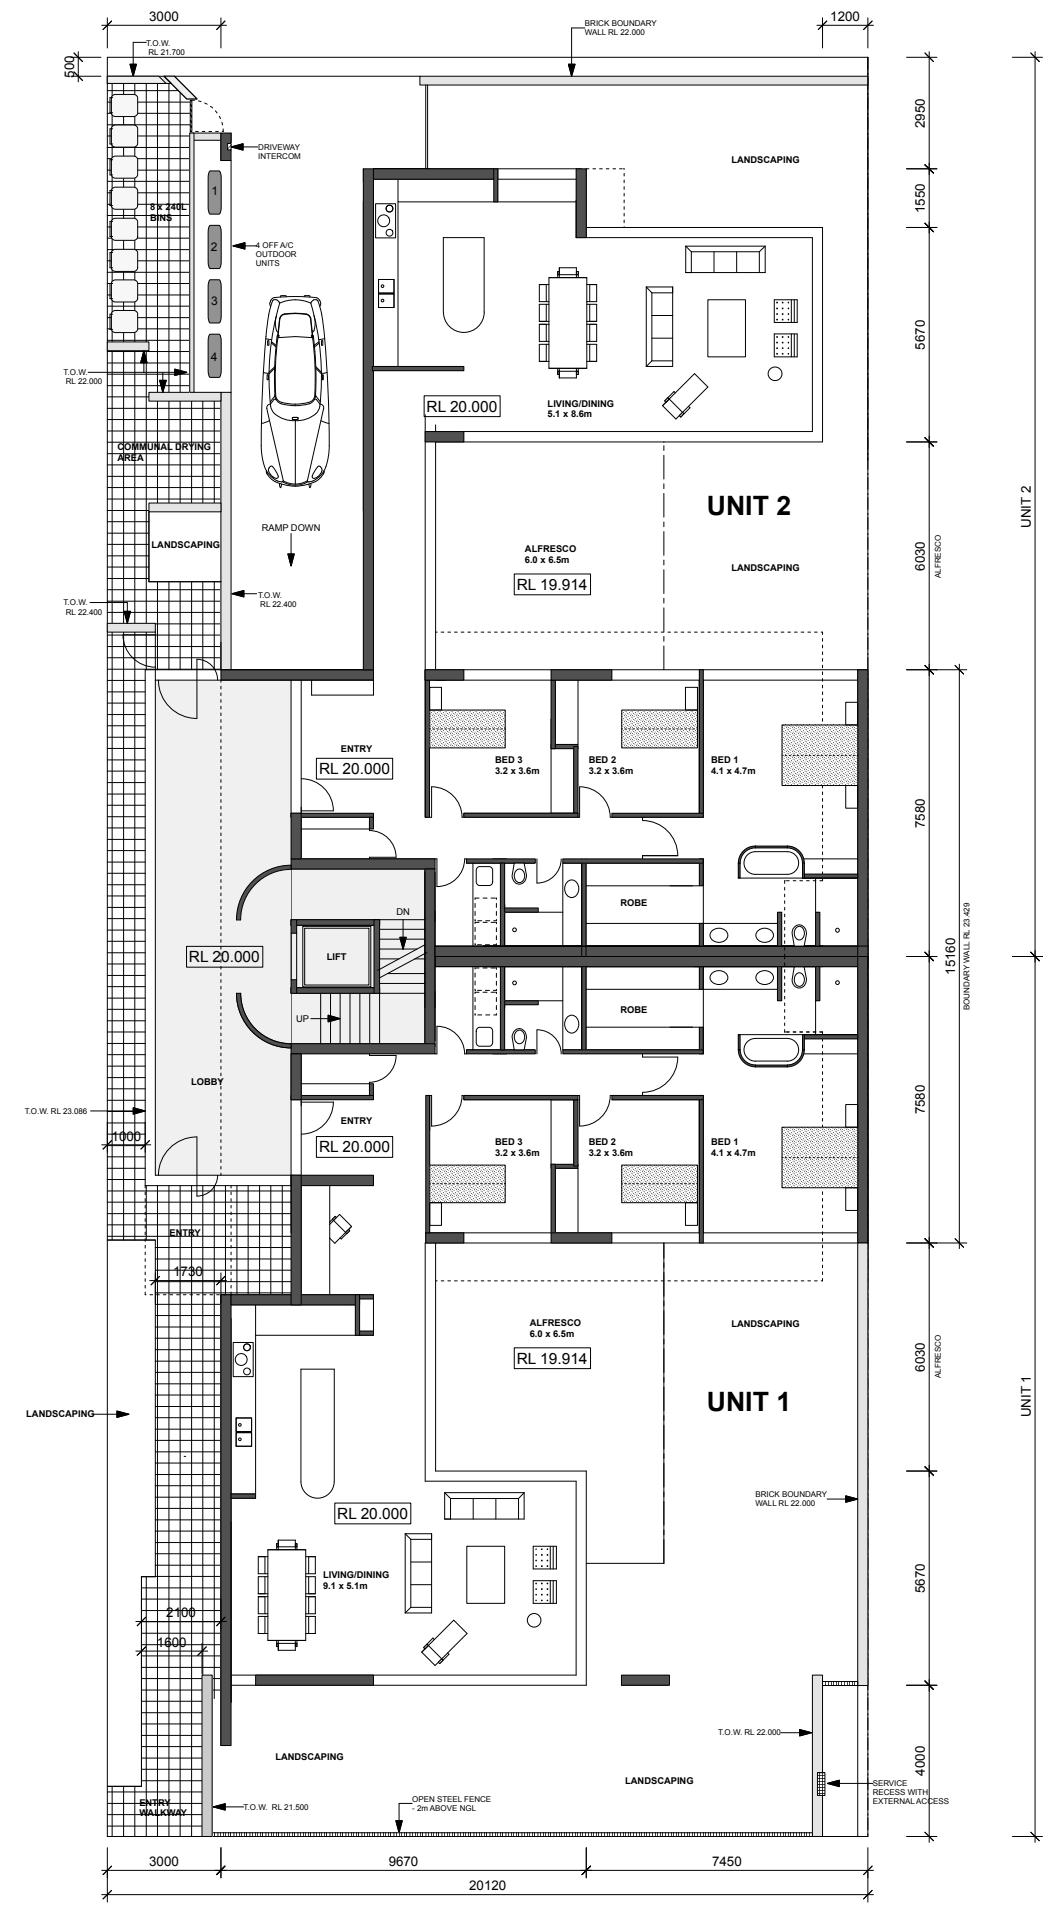 3000
1200
BRICK BOUNDARY
WALL RL 22.000
T.O.W.
RL 21.700
500
2950
DRIVEWAY
INTERCOM
LANDSCAPING
1
8 x 240L
BINS
1550
2
4 OFF A/C
OUTDOOR
UNITS
3
5670
4
T.O.W.
RL 22.000
RL 20.000
LIVING/DINING
5.1 x 8.6m
COMMUNAL DRYING
AREA
UNIT 2
UNIT 2
RAMP DOWN
LANDSCAPING
ALFRESCO
6.0 x 6.5m
RL 19.914
LANDSCAPING
6030
ALFRESCO
T.O.W.
RL 22.400
T.O.W.
RL 22.400
ENTRY
RL 20.000
BED 3
3.2 x 3.6m
BED 2
3.2 x 3.6m
BED 1
4.1 x 4.7m
7580
ROBE
DN
RL 20.000
LIFT
15160
BOUNDARY WALL RL 23.429
UP
ROBE
LOBBY
T.O.W. RL 23.086
1000
ENTRY
RL 20.000
BED 3
3.2 x 3.6m
BED 2
3.2 x 3.6m
BED 1
4.1 x 4.7m
7580
ENTRY
1730
ALFRESCO
6.0 x 6.5m
RL 19.914
LANDSCAPING
6030
ALFRESCO
UNIT 1
UNIT 1
LANDSCAPING
BRICK BOUNDARY
WALL RL 22.000
RL 20.000
LIVING/DINING
9.1 x 5.1m
5670
2100
1600
T.O.W. RL 22.000
LANDSCAPING
LANDSCAPING
4000
SERVICE
RECESS WITH
EXTERNAL ACCESS
ENTRY
WALKWAY
T.O.W. RL 21.500
OPEN STEEL FENCE
- 2m ABOVE NGL
3000
9670
7450
20120